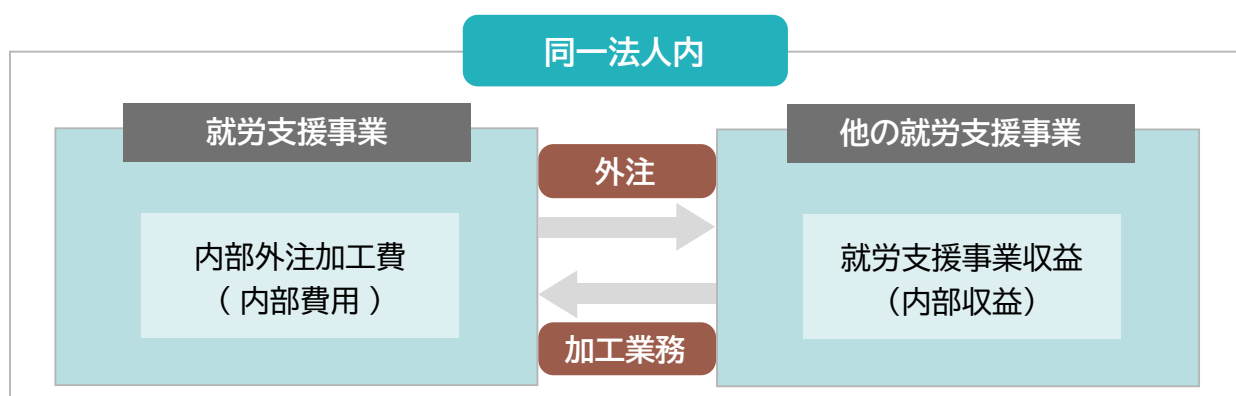 同一法人内
就労支援事業
他の就労支援事業
外注
内部外注加工費
（ 内部費用 ）
就労支援事業収益
（内部収益）
加工業務